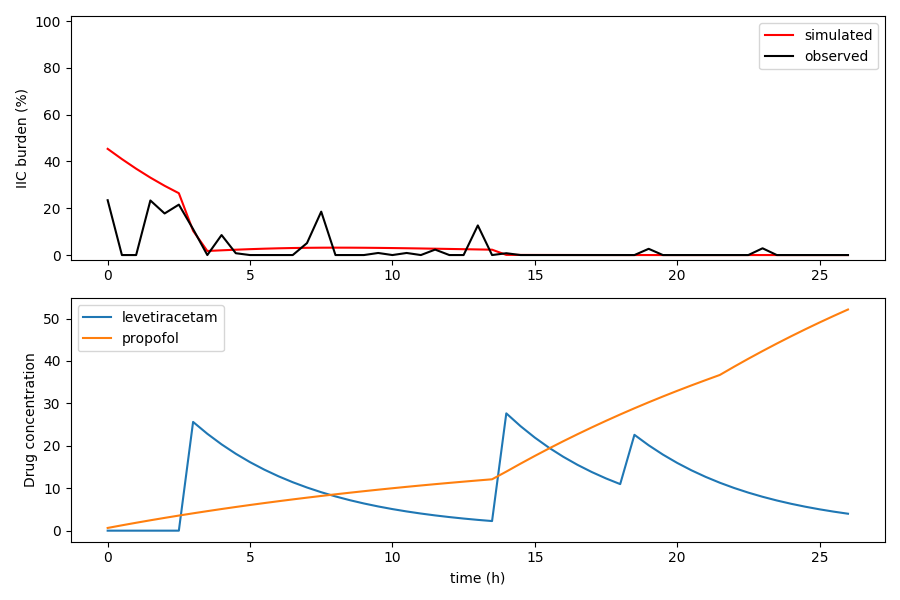 100
80
60
40
20
0
IIC burden (%)
simulated
observed
0 5 10 15 20 25
50
40
30
20
10
0
Drug concentration
levetiracetam
propofol
0 5 10 15 20 25
time (h)